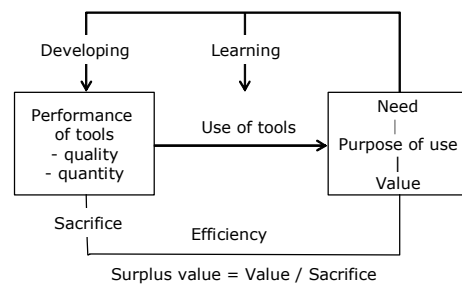 Developing
Learning
Performance
of tools
- quality
- quantity
Use of tools
Need
Purpose of use
Value
Sacrifice
Efficiency
Surplus value = Value / Sacrifice